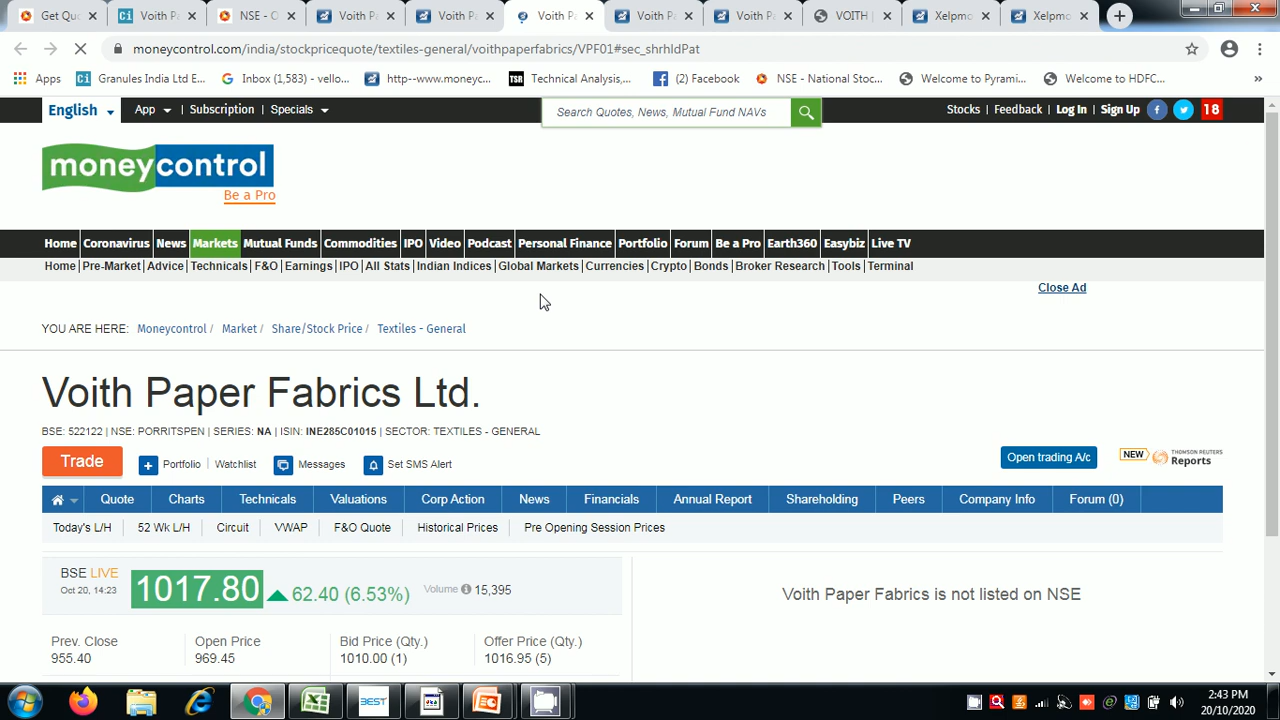 Get Quo
Voith P
NSE - O
Voith Pa
Voith Pa
Voith Pa
Voith Pa
Voith Pa
VOITH |
Xelpmo
Xelpmo
moneycontrol.com/india/stockpricequote/textiles-general/voithpaperfabrics/VPF01#sec_shrhldPat
Apps
Granules India Ltd E...
Inbox (1,583) - vello...
http--www.moneyc...
Technical Analysis,...
(2) Facebook
NSE - National Stoc...
Welcome to Pyrami...
Welcome to HDFC...
English App Subscription Specials
Search Quotes, News, Mutual Fund NAVs
Stocks | Feedback | Log In | Sign Up 18
moneycontrol
Be a Pro
Home Coronavirus News Markets Mutual Funds Commodities IPO Video Podcast Personal Finance Portfolio Forum Be a Pro Earth360 Easybiz Live TV
Home | Pre-Market | Advice | Technicals | F&O | Earnings | IPO | All Stats | Indian Indices | Global Markets | Currencies | Crypto | Bonds | Broker Research | Tools | Terminal
Close Ad
YOU ARE HERE: Moneycontrol / Market / Share/Stock Price / Textiles - General
Voith Paper Fabrics Ltd.
BSE: 522122 | NSE: PORRITSPEN | SERIES: NA | ISIN: INE285C01015 | SECTOR: TEXTILES - GENERAL
Trade + Portfolio | Watchlist Messages Set SMS Alert
Open trading A/c NEW THOMSON REUTERS Reports
Quote Charts Technicals Valuations Corp Action News Financials Annual Report Shareholding Peers Company Info Forum (0)
Today's L/H 52 Wk L/H Circuit VWAP F&O Quote Historical Prices Pre Opening Session Prices
BSE LIVE
Oct 20, 14:23
1017.80 62.40 (6.53%) Volume 15,395
Voith Paper Fabrics is not listed on NSE
Prev. Close Open Price Bid Price (Qty.) Offer Price (Qty.)
955.40 969.45 1010.00 (1) 1016.95 (5)
BEST
2:43 PM
20/10/2020